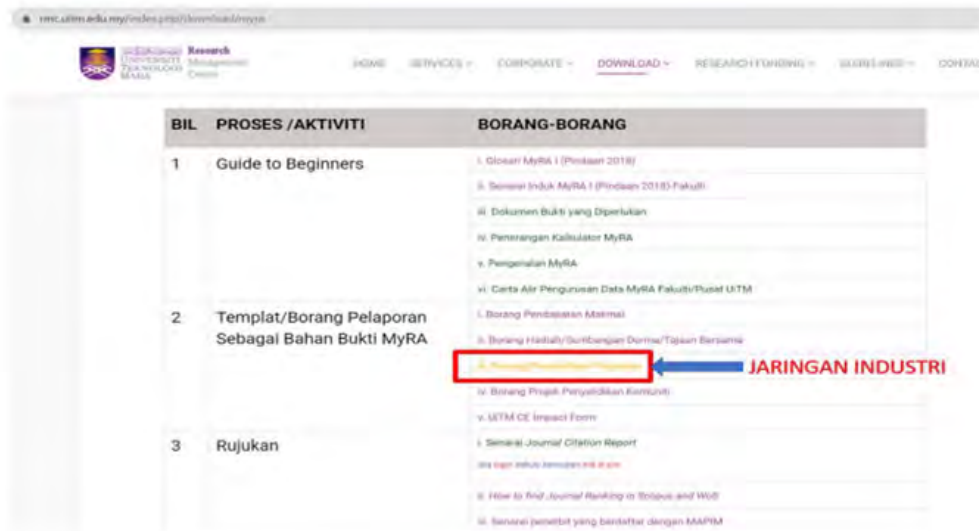 rmc.uitm.edu.my/index.php/download/myra
UNIVERSITI
TEKNOLOGI
MARA
Research
Management
Centre
HOME SERVICES CORPORATE DOWNLOAD RESEARCH FUNDING GUIDELINES CONTA
BIL PROSES /AKTIVITI BORANG-BORANG
1 Guide to Beginners i. Glosari MyRA I (Pindaan 2018)
ii. Senarai Induk MyRA I (Pindaan 2018) Fakulti
iii. Dokumen Bukti yang Diperlukan
iv. Penerangan Kalkulator MyRA
v. Pengenalan MyRA
vi. Carta Alir Pengurusan Data MyRA Fakulti/Pusat UiTM
2 Templat/Borang Pelaporan i. Borang Pendapatan Makmal
Sebagai Bahan Bukti MyRA ii. Borang Hadiah/Sumbangan Derma/Tajaan Bersama
JARINGAN INDUSTRI
iv. Borang Projek Penyelidikan Komuniti
v. UiTM CE Impact Form
3 Rujukan i. Senarai Journal Citation Report
ii. How to find Journal Ranking in Scopus and WoS
iii. Senarai penerbit yang berdaftar dengan MAPIM